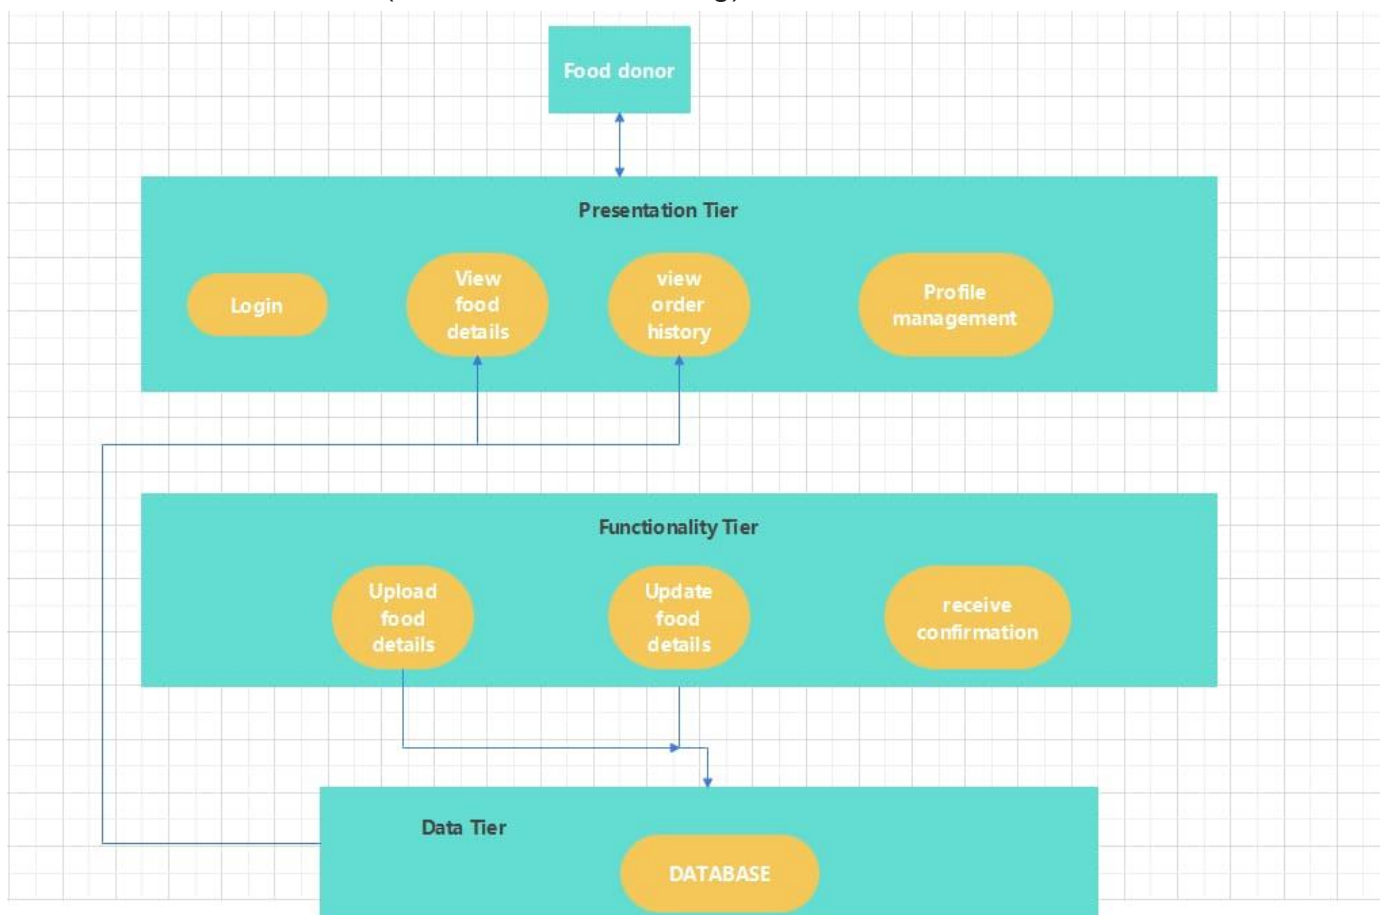 Food donor
Presentation Tier
Login
View
food
details
view
order
history
Profile
management
Functionality Tier
Upload
food
details
Update
food
details
receive
confirmation
Data Tier
DATABASE